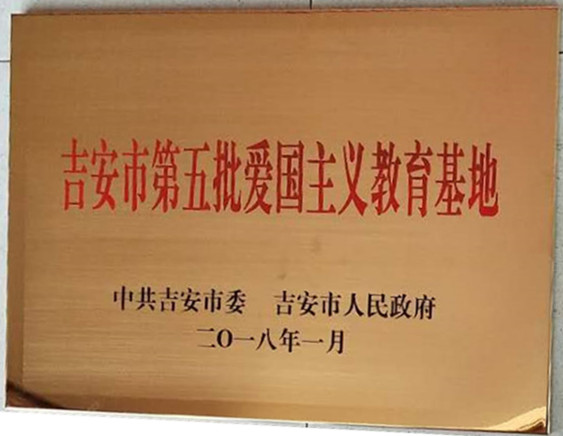 吉安市第五批爱国主义教育基地
中共吉安市委 吉安市人民政府
二〇一八年一月